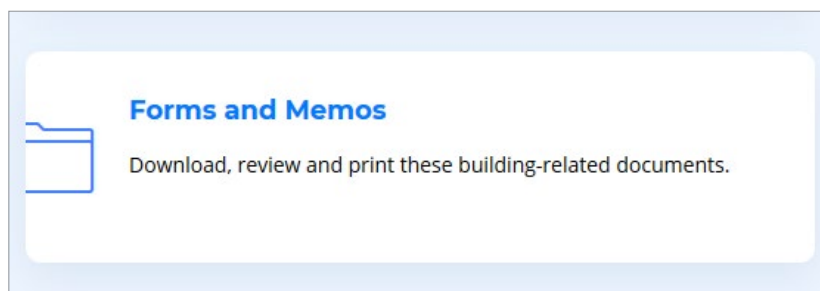 Forms and Memos
Download, review and print these building-related documents.